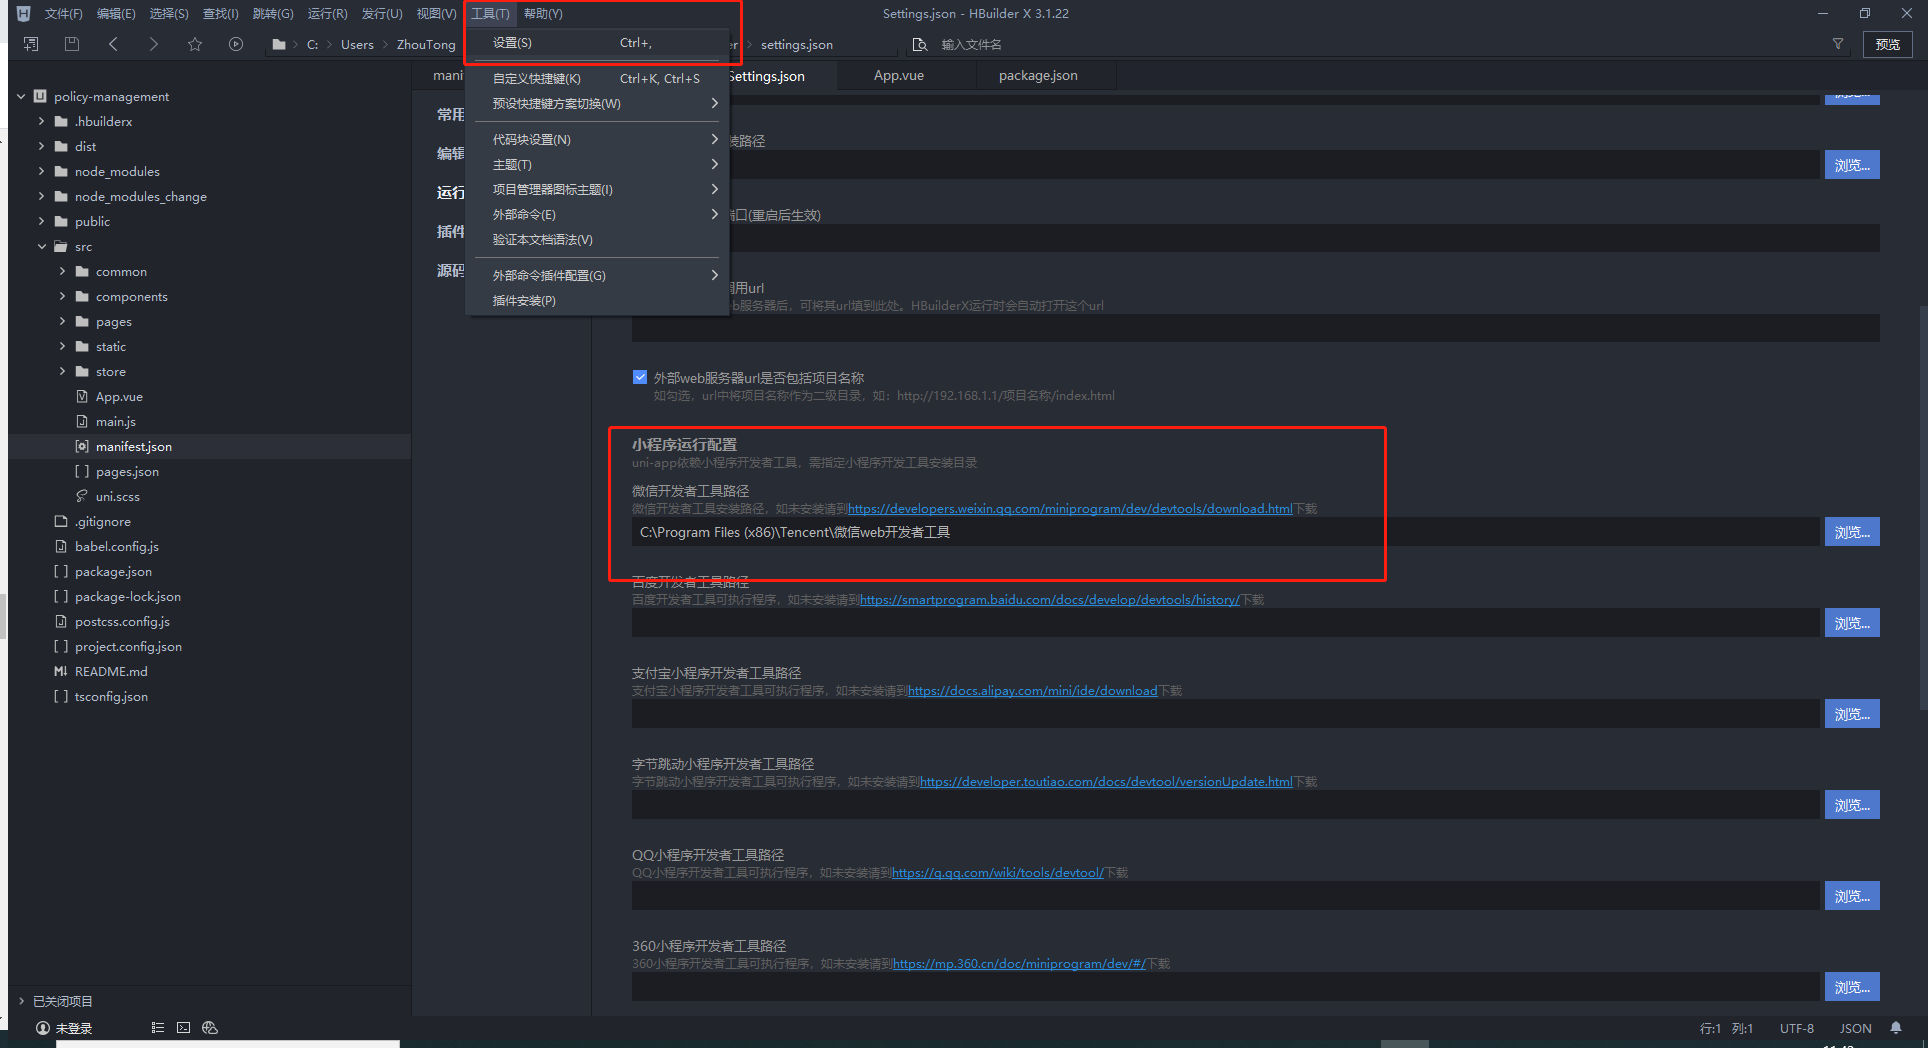 文件(F) 编辑(E) 选择(S) 查找(I) 跳转(G) 运行(R) 发行(U) 视图(V) 工具(T) 帮助(Y)
Settings.json - HBuilder X 3.1.22
C: Users ZhouTong
er settings.json
输入文件名
预览
设置(S) Ctrl+,
自定义快捷键(K) Ctrl+K, Ctrl+S
预设快捷键方案切换(W)
代码块设置(N)
主题(T)
项目管理器图标主题(I)
外部命令(E)
验证本文档语法(V)
外部命令插件配置(G)
插件安装(P)
mani
Settings.json
App.vue
package.json
policy-management
.hbuilderx
dist
node_modules
node_modules_change
public
src
common
components
pages
static
store
App.vue
main.js
manifest.json
pages.json
uni.scss
.gitignore
babel.config.js
package.json
package-lock.json
postcss.config.js
project.config.json
README.md
tsconfig.json
常用
编辑
运行
插件
源码
浏览...
装路径
浏览...
端口(重启后生效)
调用url
eb服务器后，可将其url填到此处。HBuilderX运行时会自动打开这个url
外部web服务器url是否包括项目名称
如勾选，url中将项目名称作为二级目录，如：http://192.168.1.1/项目名称/index.html
小程序运行配置
uni-app依赖小程序开发者工具，需指定小程序开发工具安装目录
微信开发者工具路径
微信开发者工具安装路径，如未安装请到https://developers.weixin.qq.com/miniprogram/dev/devtools/download.html下载
C:\Program Files (x86)\Tencent\微信web开发者工具
浏览...
百度开发者工具路径
百度开发者工具可执行程序，如未安装请到https://smartprogram.baidu.com/docs/develop/devtools/history/下载
浏览...
支付宝小程序开发者工具路径
支付宝小程序开发者工具可执行程序，如未安装请到https://docs.alipay.com/mini/ide/download下载
浏览...
字节跳动小程序开发者工具路径
字节跳动小程序开发者工具可执行程序，如未安装请到https://developer.toutiao.com/docs/devtool/versionUpdate.html下载
浏览...
QQ小程序开发者工具路径
QQ小程序开发者工具可执行程序，如未安装请到https://q.qq.com/wiki/tools/devtool/下载
浏览...
360小程序开发者工具路径
360小程序开发者工具可执行程序，如未安装请到https://mp.360.cn/doc/miniprogram/dev/#/下载
浏览...
已关闭项目
未登录
行:1 列:1 UTF-8 JSON